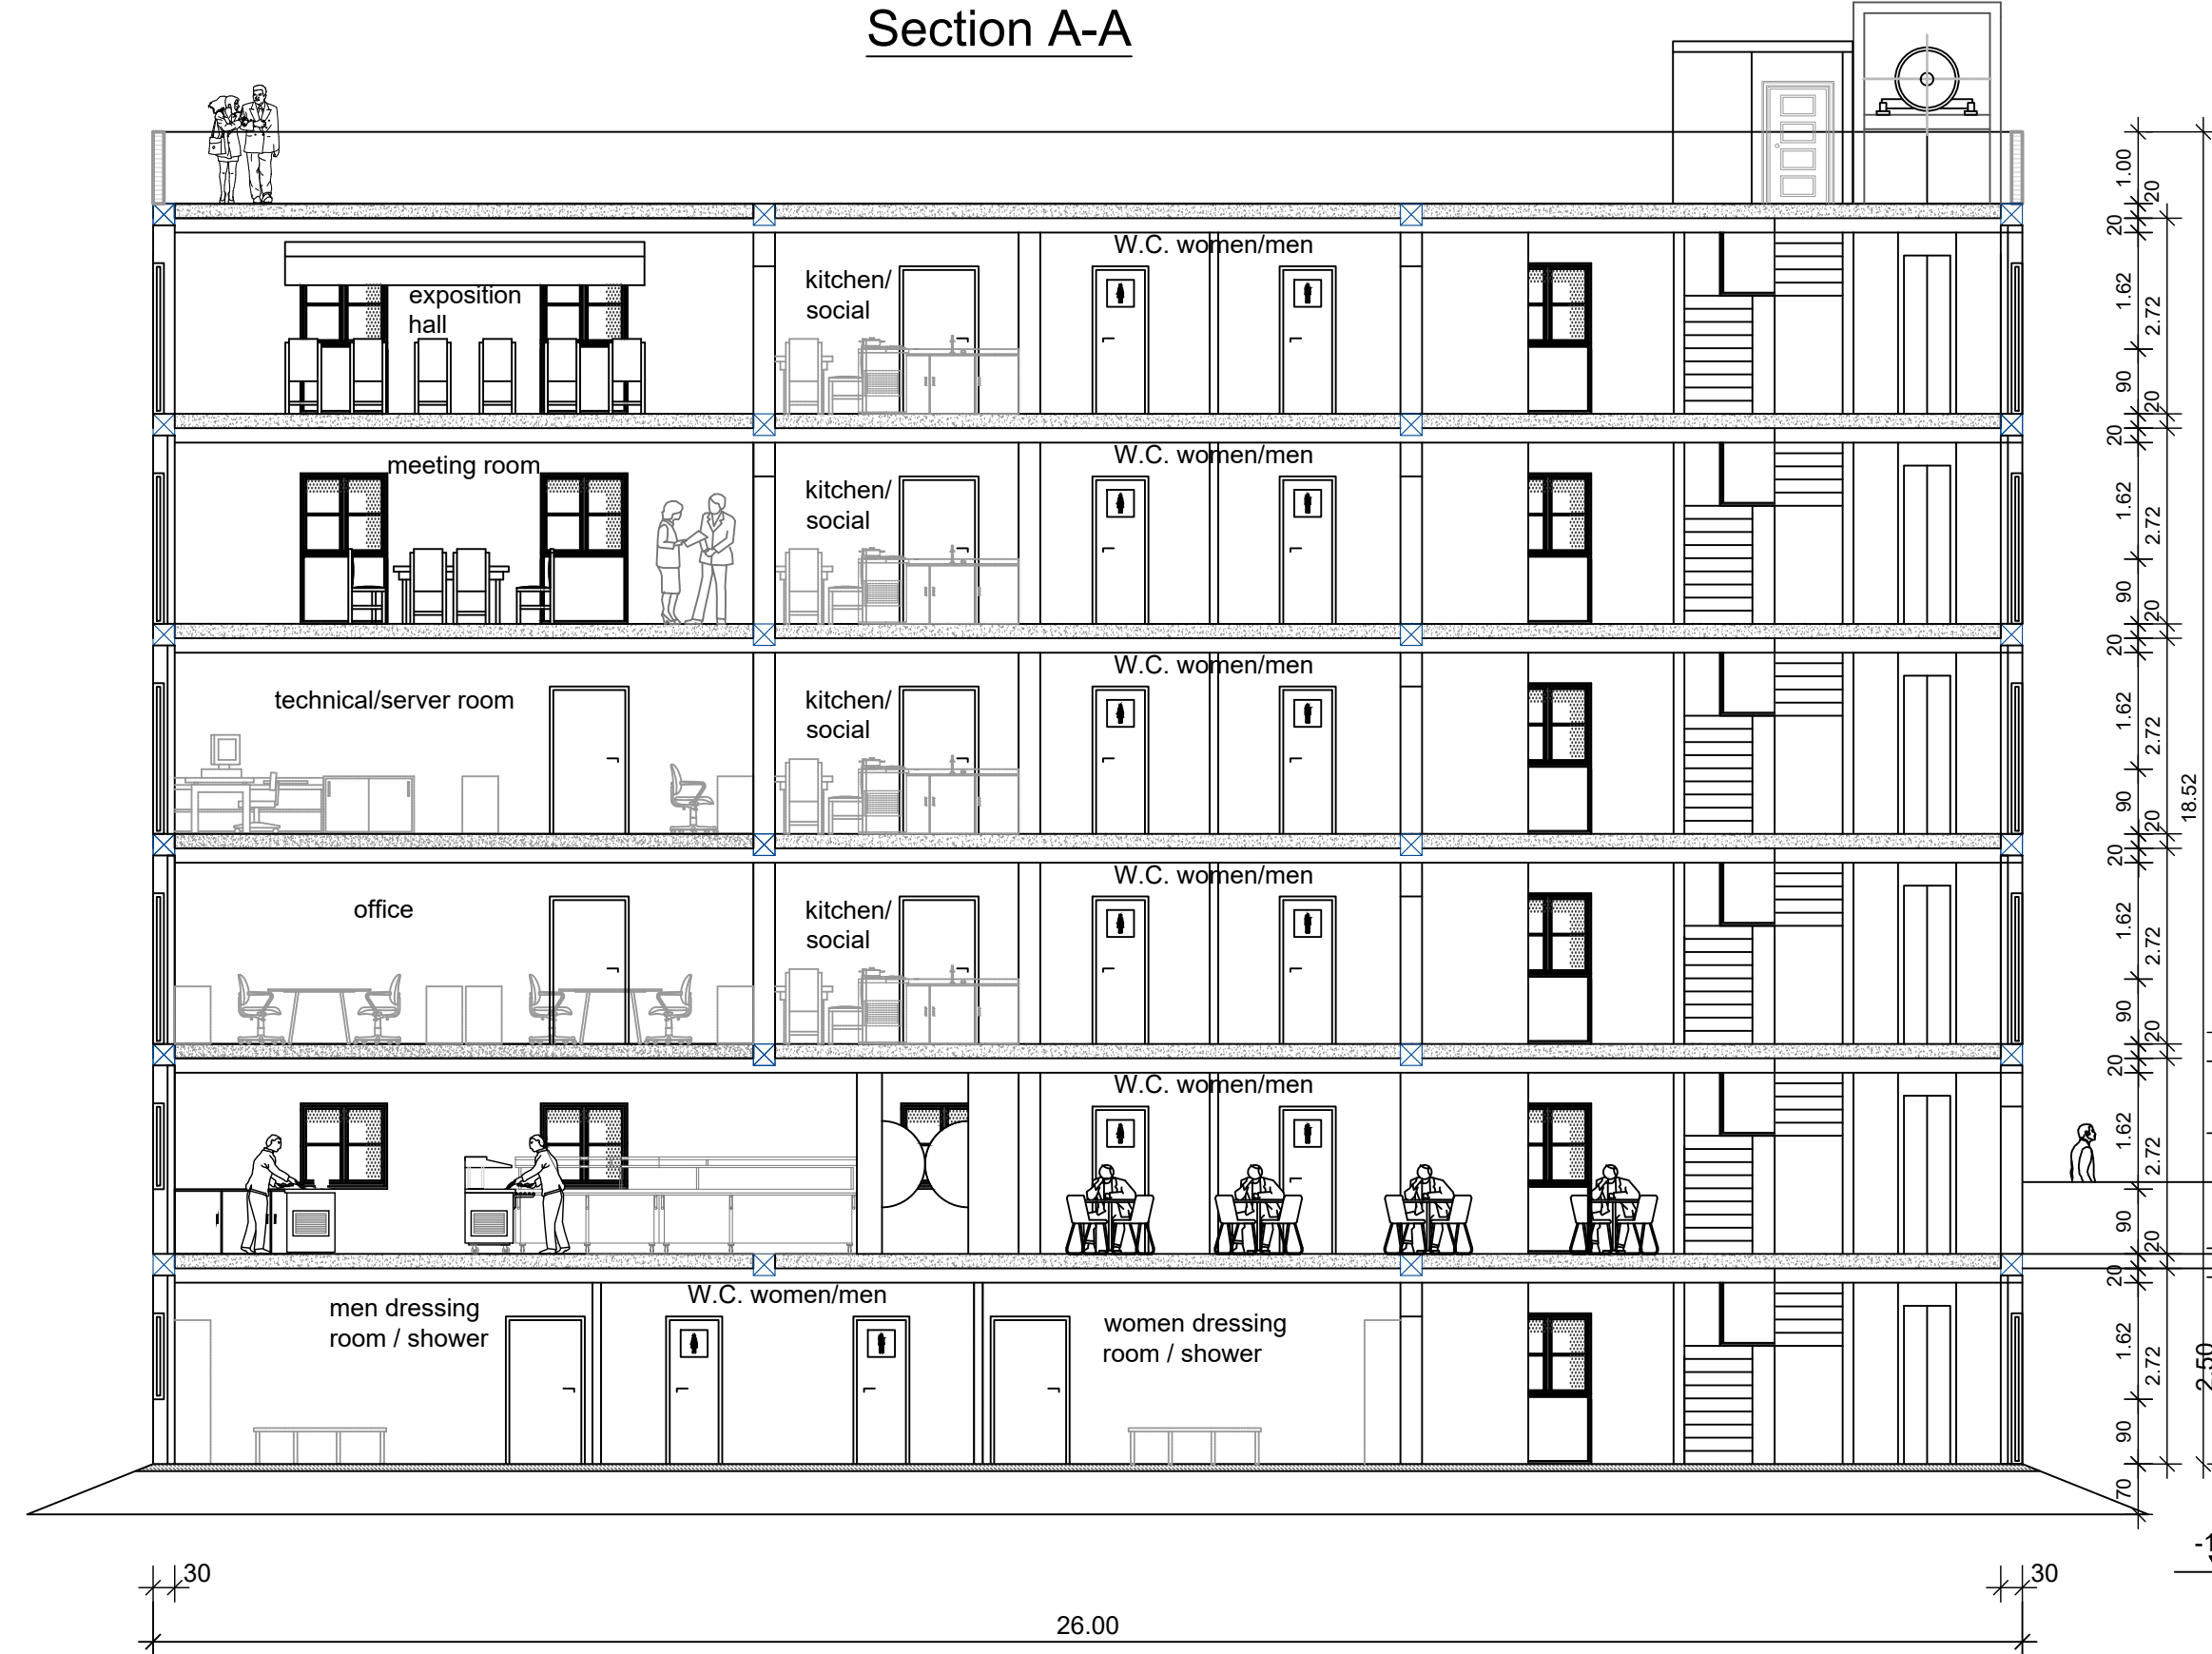 Section A-A
1.00
20
20
W.C. women/men
exposition
hall
kitchen/
social
1.62
2.72
90
20
20
meeting room
W.C. women/men
kitchen/
social
1.62
2.72
90
20
20
technical/server room
W.C. women/men
kitchen/
social
1.62
2.72
18.52
90
20
20
office
W.C. women/men
kitchen/
social
1.62
2.72
90
20
20
W.C. women/men
1.62
2.72
90
20
20
men dressing
room / shower
W.C. women/men
women dressing
room / shower
1.62
2.72
2.50
90
70
30
30
26.00